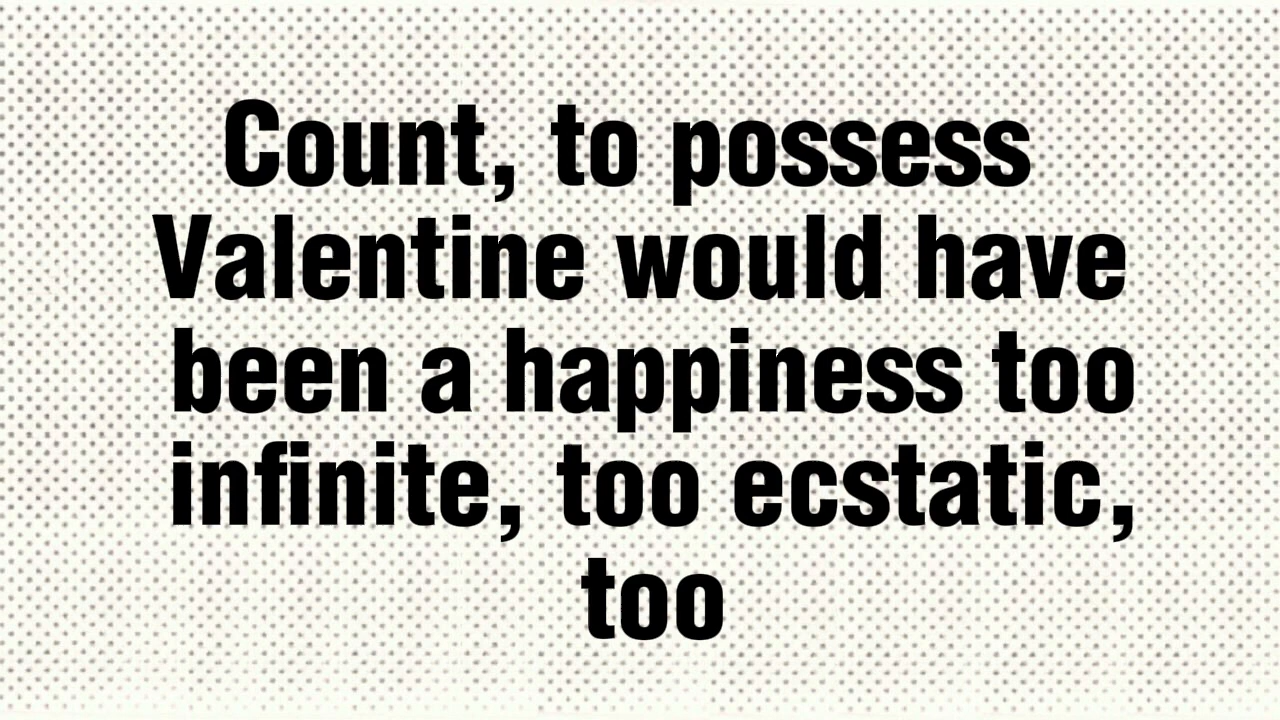 Count, to possess
Valentine would have
been a happiness too
infinite, too ecstatic,
too